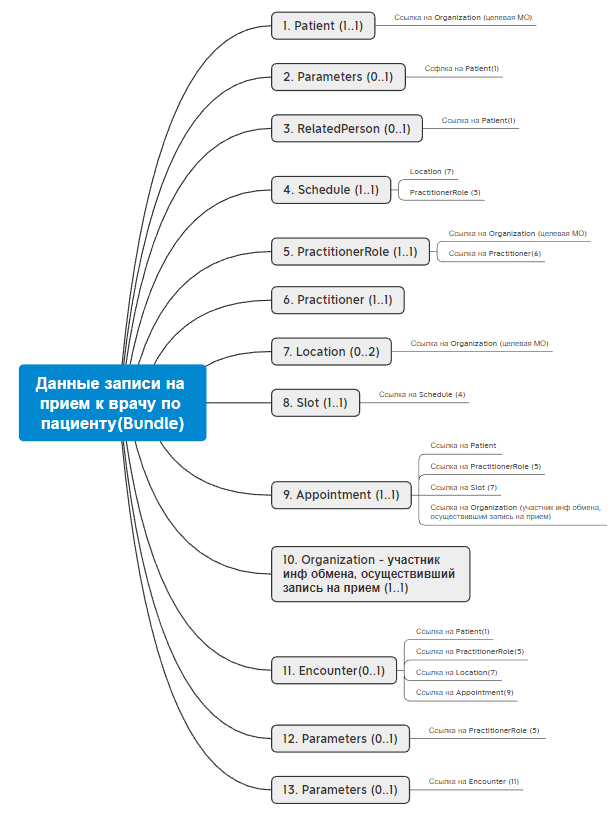 1. Patient (1..1)
Ссылка на Organization (целевая МО)
2. Parameters (0..1)
Софлка на Patient(1)
3. RelatedPerson (0..1)
Ссылка на Patient(1)
4. Schedule (1..1)
Location (7)
PractitionerRole (5)
5. PractitionerRole (1..1)
Ссылка на Organization (целевая МО)
Ссылка на Practitioner(6)
6. Practitioner (1..1)
7. Location (0..2)
Ссылка на Organization (целевая МО)
Данные записи на
прием к врачу по
пациенту(Bundle)
8. Slot (1..1)
Ссылка на Schedule (4)
9. Appointment (1..1)
Ссылка на Patient
Ссылка на PractitionerRole (5)
Ссылка на Slot (7)
Ссылка на Organization (участник инф обмена,
осуществивший запись на прием)
10. Organization - участник
инф обмена, осуществивший
запись на прием (1..1)
11. Encounter(0..1)
Ссылка на Patient(1)
Ссылка на PractitionerRole(5)
Ссылка на Location(7)
Ссылка на Appointment(9)
12. Parameters (0..1)
Ссылка на PractitionerRole (5)
13. Parameters (0..1)
Ссылка на Encounter (11)